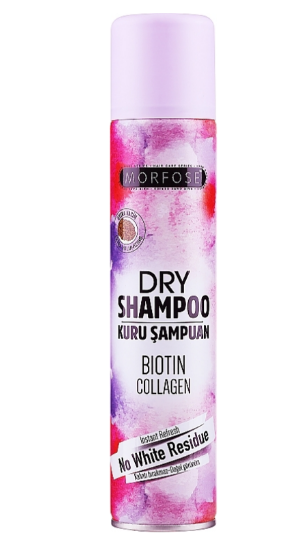 MORFOSE
DRY
SHAMPOO
KURU ŞAMPUAN
BIOTIN
COLLAGEN
Instant Refresh
No White Residue